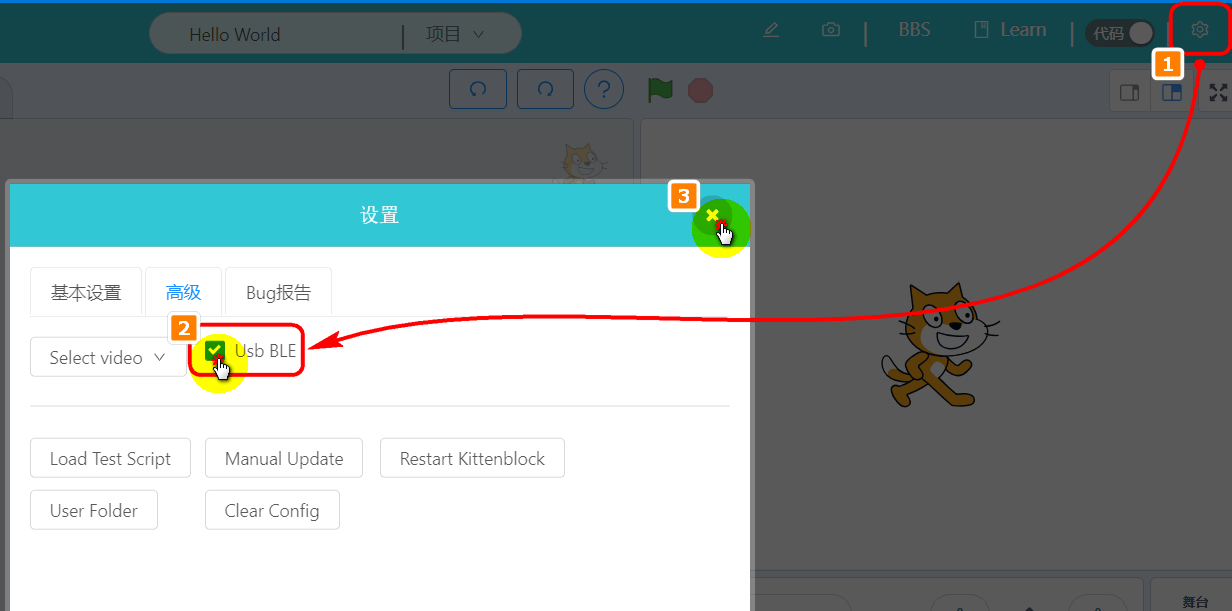 Hello World
项目
BBS
Learn
代码
1
3
设置
基本设置
高级
Bug报告
2
Select video
Usb BLE
Load Test Script
Manual Update
Restart Kittenblock
User Folder
Clear Config
舞台